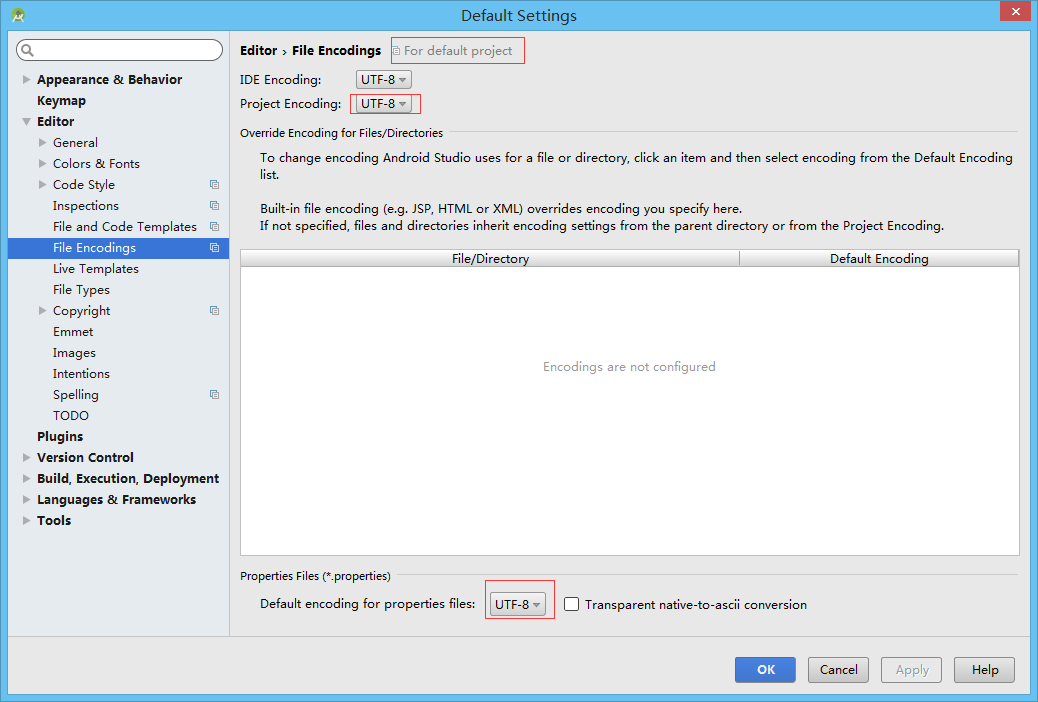 Default Settings
Editor › File Encodings For default project
IDE Encoding: UTF-8
Project Encoding: UTF-8
Override Encoding for Files/Directories
To change encoding Android Studio uses for a file or directory, click an item and then select encoding from the Default Encoding
list.
Built-in file encoding (e.g. JSP, HTML or XML) overrides encoding you specify here.
If not specified, files and directories inherit encoding settings from the parent directory or from the Project Encoding.
File/Directory Default Encoding
Encodings are not configured
Properties Files (*.properties)
Default encoding for properties files: UTF-8 Transparent native-to-ascii conversion
Appearance & Behavior
Keymap
Editor
General
Colors & Fonts
Code Style
Inspections
File and Code Templates
File Encodings
Live Templates
File Types
Copyright
Emmet
Images
Intentions
Spelling
TODO
Plugins
Version Control
Build, Execution, Deployment
Languages & Frameworks
Tools
OK Cancel Apply Help